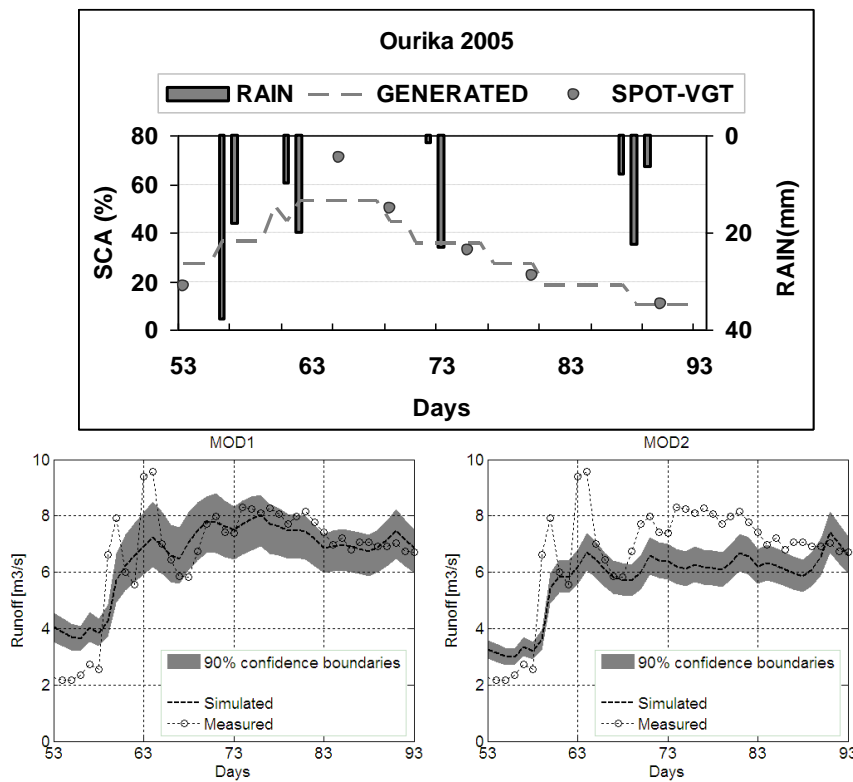 Ourika 2005
RAIN GENERATED SPOT-VGT
80 0
60
40 20
20
0 40
SCA (%)
RAIN(mm)
53 63 73 83 93
Days
MOD1
10
8
6
4
2
0
Runoff [m3/s]
90% confidence boundaries
Simulated
Measured
53 63 73 83 93
Days
MOD2
10
8
6
4
2
0
Runoff [m3/s]
90% confidence boundaries
Simulated
Measured
53 63 73 83 93
Days